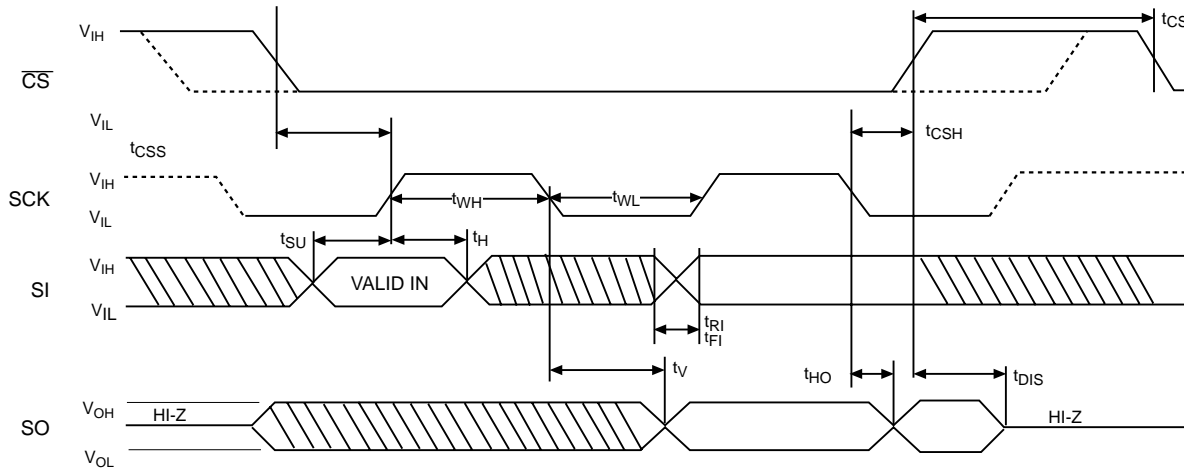 VIH
tCS
CS
VIL
tCSS
tCSH
VIH
SCK
tWH
tWL
VIL
tSU
tH
VIH
SI
VALID IN
VIL
tRI
tFI
tV
tHO
tDIS
VOH
HI-Z
HI-Z
SO
VOL